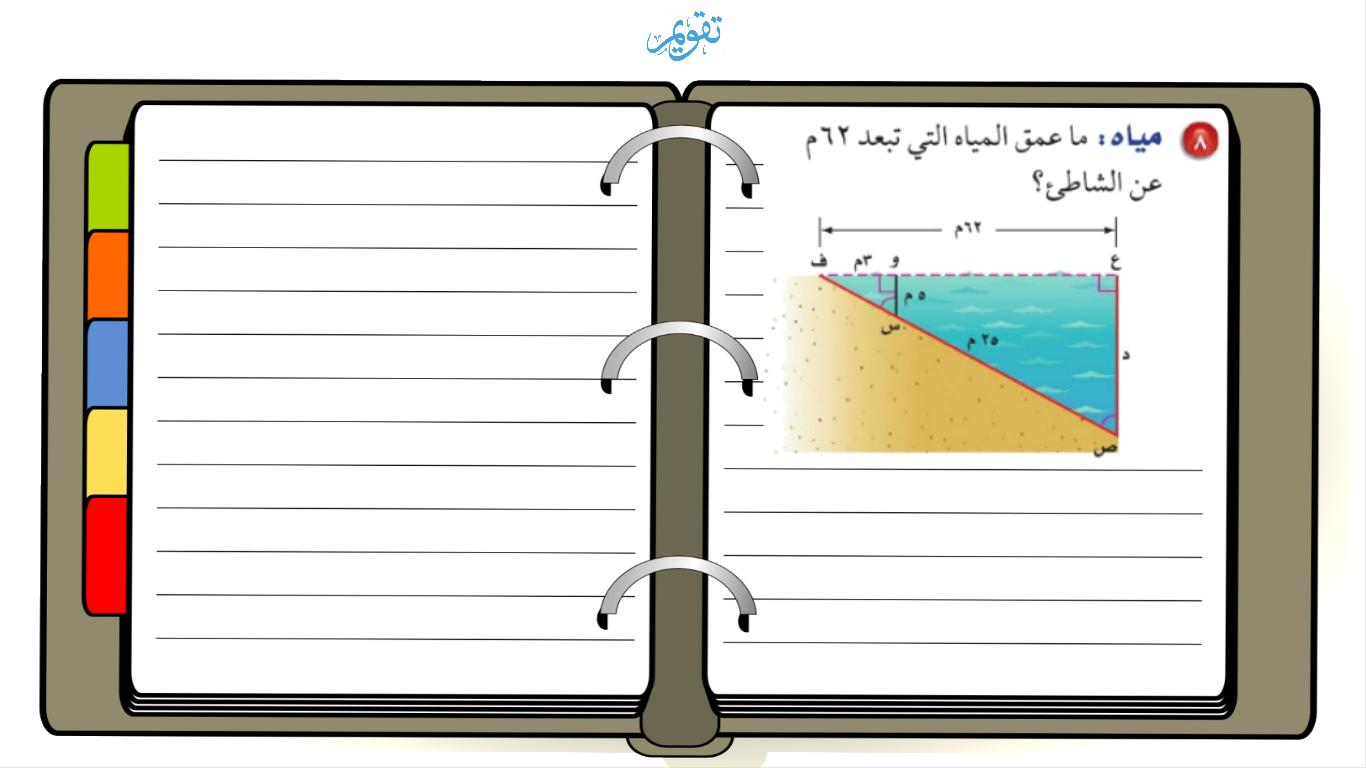 تقويم
٨ مياه: ما عمق المياه التي تبعد ٦٢م
عن الشاطئ؟
٦٢م
ع و ٣م ف
٥ م
س
٢٥ م
د
ص